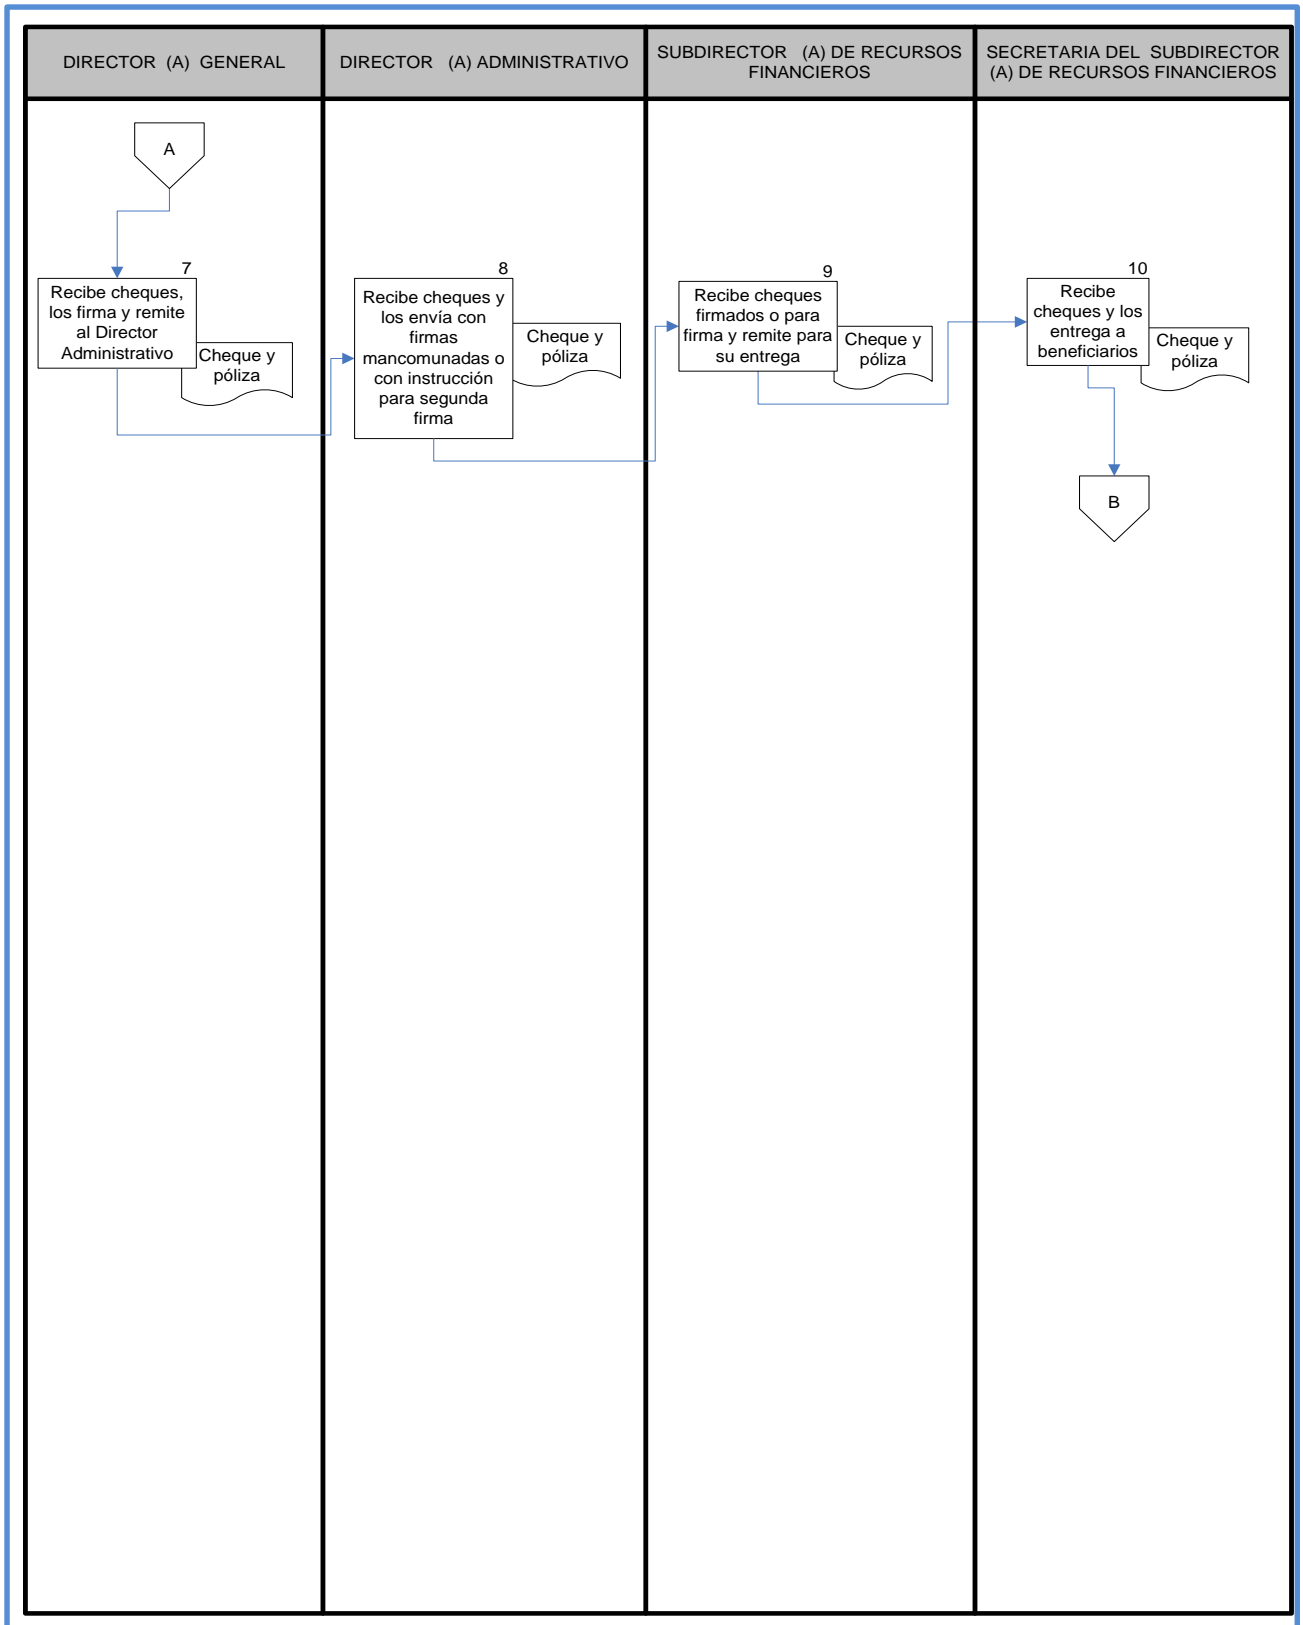 DIRECTOR (A) GENERAL
DIRECTOR (A) ADMINISTRATIVO
SUBDIRECTOR (A) DE RECURSOS
FINANCIEROS
SECRETARIA DEL SUBDIRECTOR
(A) DE RECURSOS FINANCIEROS
A
7
Recibe cheques,
los firma y remite
al Director
Administrativo
Cheque y
póliza
8
Recibe cheques y
los envía con
firmas
mancomunadas o
con instrucción
para segunda
firma
Cheque y
póliza
9
Recibe cheques
firmados o para
firma y remite para
su entrega
Cheque y
póliza
10
Recibe
cheques y los
entrega a
beneficiarios
Cheque y
póliza
B